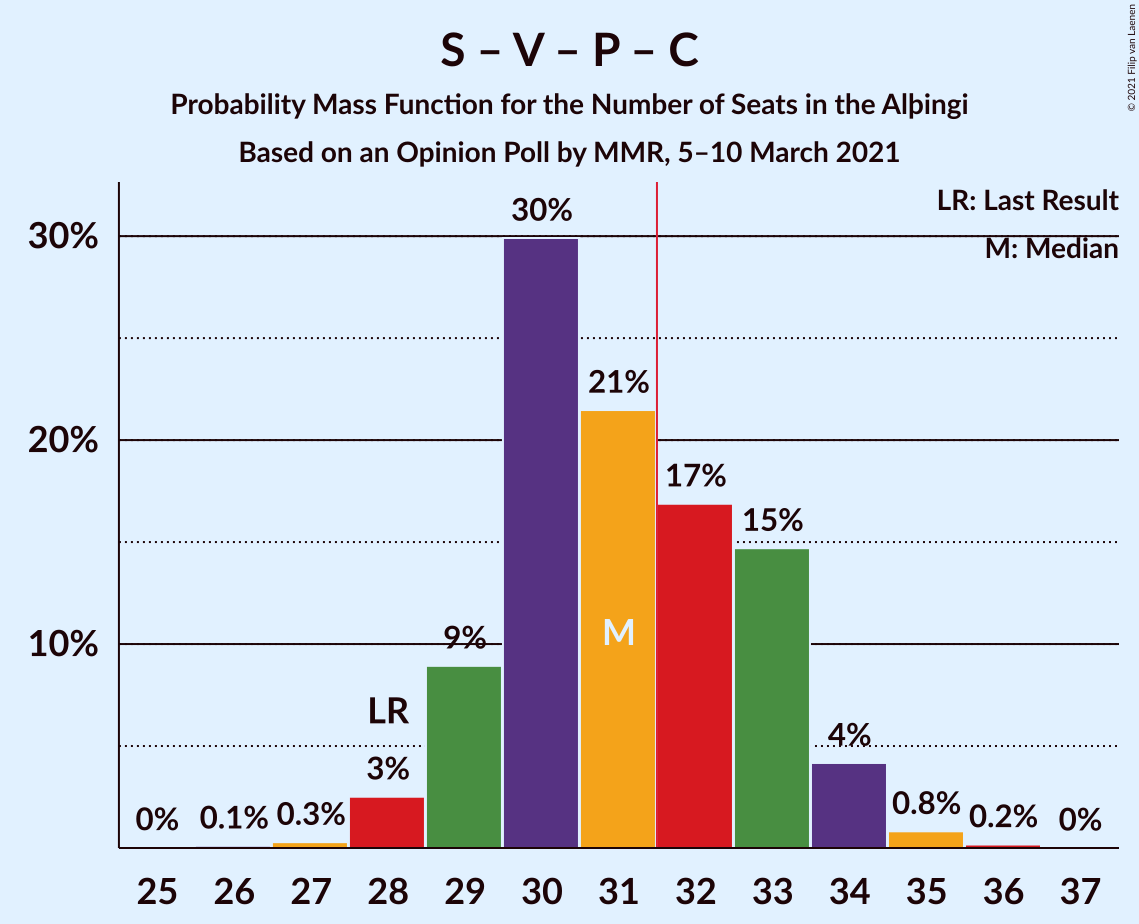 S – V – P – C
Probability Mass Function for the Number of Seats in the Alþingi
Based on an Opinion Poll by MMR, 5–10 March 2021
© 2021 Filip van Laenen
LR: Last Result
M: Median
30%
20%
10%
0%
0.1%
0.3%
3%
LR
9%
30%
21%
M
17%
15%
4%
0.8%
0.2%
0%
25 26 27 28 29 30 31 32 33 34 35 36 37